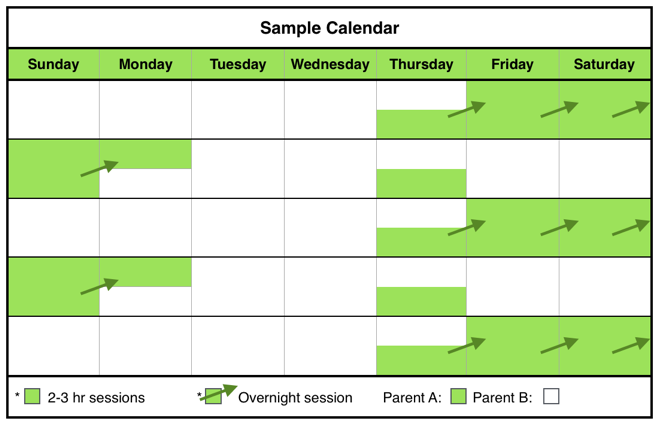 Sample Calendar
Sunday Monday Tuesday Wednesday Thursday Friday Saturday
* 2-3 hr sessions * Overnight session Parent A: Parent B: